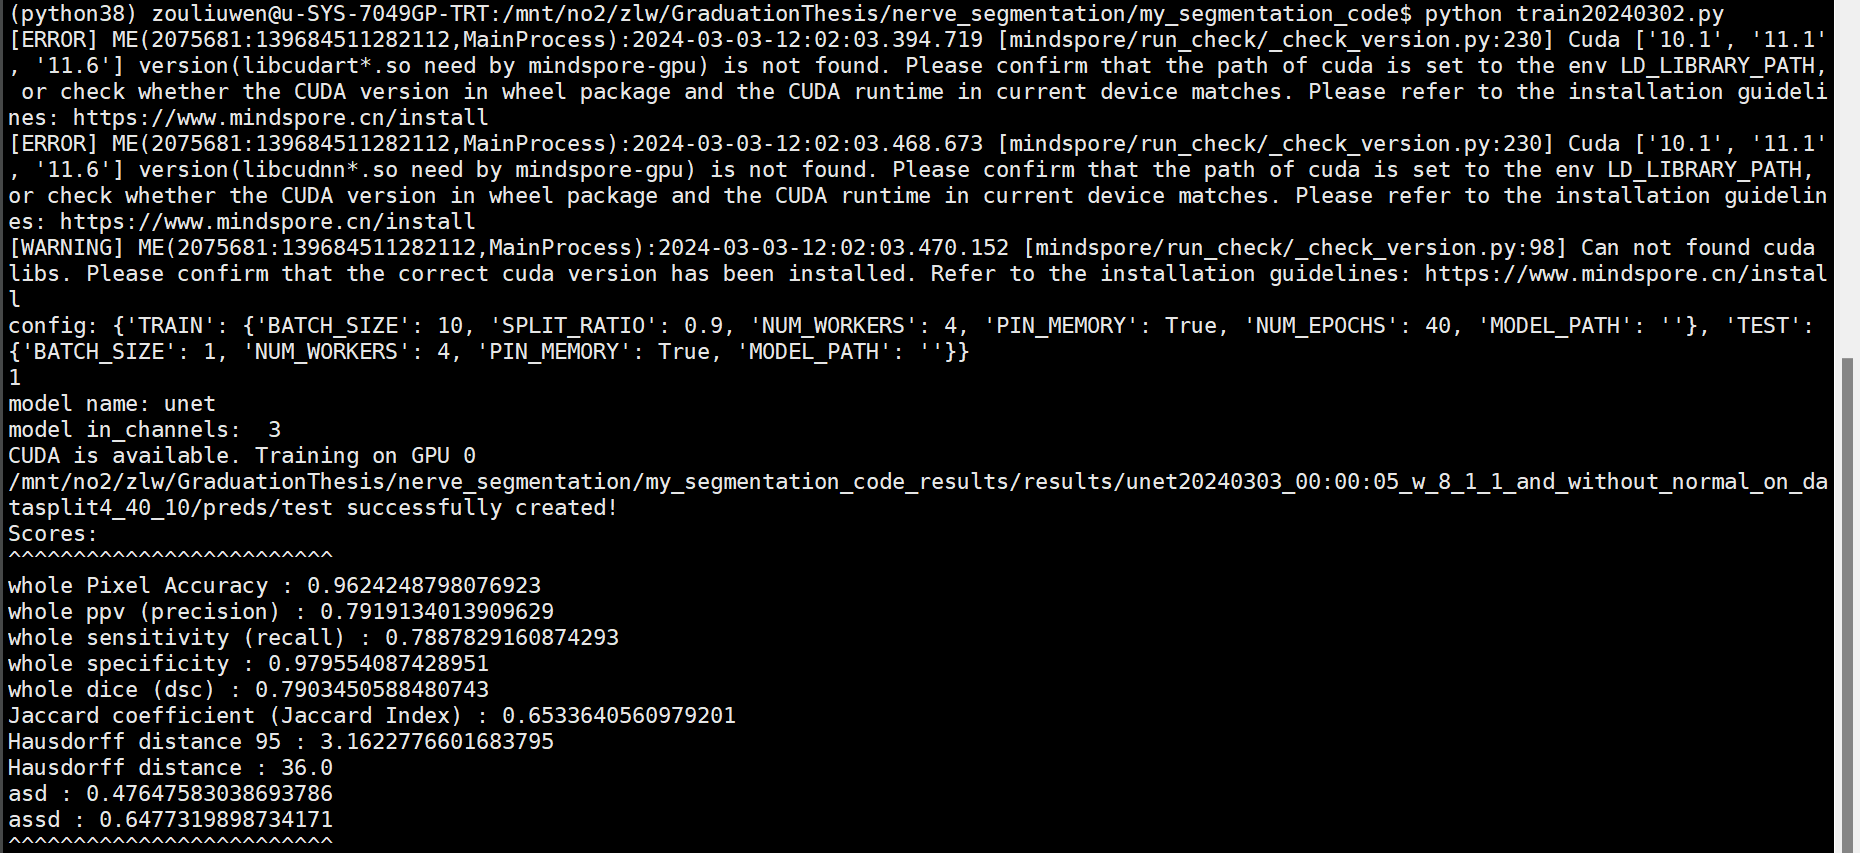 (python38) zouliuwen@u-SYS-7049GP-TRT:/mnt/no2/zlw/GraduationThesis/nerve_segmentation/my_segmentation_code$ python train20240302.py
[ERROR] ME(2075681:139684511282112,MainProcess):2024-03-03-12:02:03.394.719 [mindspore/run_check/_check_version.py:230] Cuda ['10.1', '11.1'
, '11.6'] version(libcudart*.so need by mindspore-gpu) is not found. Please confirm that the path of cuda is set to the env LD_LIBRARY_PATH,
 or check whether the CUDA version in wheel package and the CUDA runtime in current device matches. Please refer to the installation guideli
nes: https://www.mindspore.cn/install
[ERROR] ME(2075681:139684511282112,MainProcess):2024-03-03-12:02:03.468.673 [mindspore/run_check/_check_version.py:230] Cuda ['10.1', '11.1'
, '11.6'] version(libcudnn*.so need by mindspore-gpu) is not found. Please confirm that the path of cuda is set to the env LD_LIBRARY_PATH,
or check whether the CUDA version in wheel package and the CUDA runtime in current device matches. Please refer to the installation guidelin
es: https://www.mindspore.cn/install
[WARNING] ME(2075681:139684511282112,MainProcess):2024-03-03-12:02:03.470.152 [mindspore/run_check/_check_version.py:98] Can not found cuda
libs. Please confirm that the correct cuda version has been installed. Refer to the installation guidelines: https://www.mindspore.cn/instal
l
config: {'TRAIN': {'BATCH_SIZE': 10, 'SPLIT_RATIO': 0.9, 'NUM_WORKERS': 4, 'PIN_MEMORY': True, 'NUM_EPOCHS': 40, 'MODEL_PATH': ''}, 'TEST':
{'BATCH_SIZE': 1, 'NUM_WORKERS': 4, 'PIN_MEMORY': True, 'MODEL_PATH': ''}}
1
model name: unet
model in_channels:  3
CUDA is available. Training on GPU 0
/mnt/no2/zlw/GraduationThesis/nerve_segmentation/my_segmentation_code_results/results/unet20240303_00:00:05_w_8_1_1_and_without_normal_on_da
tasplit4_40_10/preds/test successfully created!
Scores:
^^^^^^^^^^^^^^^^^^^^^^^^^
whole Pixel Accuracy : 0.9624248798076923
whole ppv (precision) : 0.7919134013909629
whole sensitivity (recall) : 0.7887829160874293
whole specificity : 0.979554087428951
whole dice (dsc) : 0.7903450588480743
Jaccard coefficient (Jaccard Index) : 0.6533640560979201
Hausdorff distance 95 : 3.1622776601683795
Hausdorff distance : 36.0
asd : 0.47647583038693786
assd : 0.6477319898734171
^^^^^^^^^^^^^^^^^^^^^^^^^